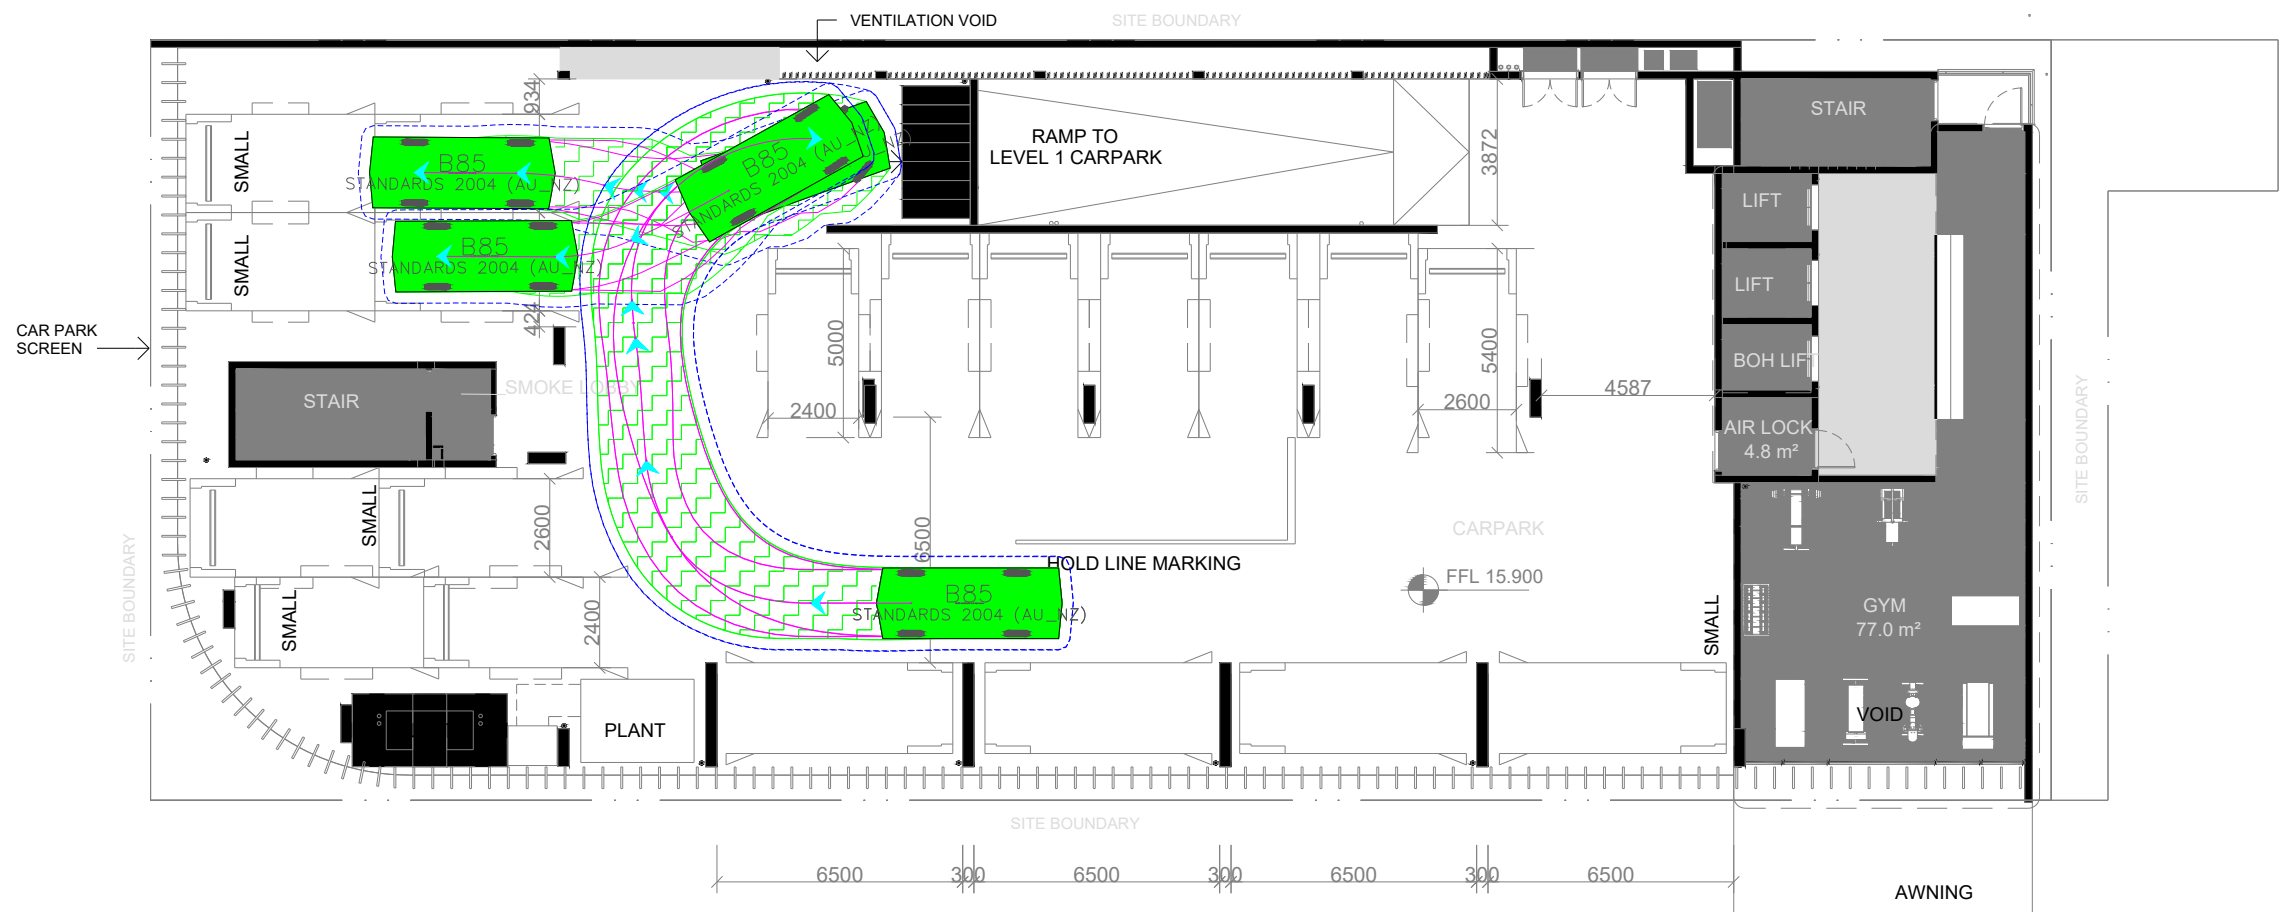 VENTILATION VOID
SITE BOUNDARY
934
SMALL
B85
STANDARDS 2004 (AU_NZ)
B85
STANDARDS 2004 (AU_NZ)
RAMP TO
LEVEL 1 CARPARK
3872
STAIR
LIFT
SMALL
B85
STANDARDS 2004 (AU_NZ)
LIFT
424
CAR PARK
SCREEN
5000
5400
BOH LIFT
SMOKE LOBBY
STAIR
2400
2600
4587
AIR LOCK
4.8 m²
SITE BOUNDARY
SMALL
2600
6500
CARPARK
HOLD LINE MARKING
FFL 15.900
SITE BOUNDARY
SMALL
2400
B85
STANDARDS 2004 (AU_NZ)
SMALL
GYM
77.0 m²
PLANT
VOID
SITE BOUNDARY
6500
300
6500
300
6500
300
6500
AWNING